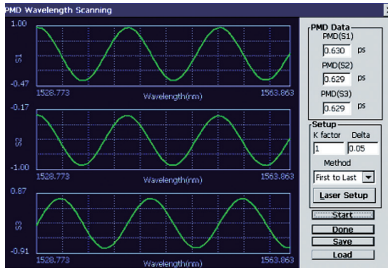 PMD Wavelength Scanning
1.00
S1
-0.47
1528.773 Wavelength(nm) 1563.863
-0.17
S2
-1.00
1528.773 Wavelength(nm) 1563.863
0.87
S3
-0.91
1528.773 Wavelength(nm) 1563.863
PMD Data
PMD(S1)
0.630 ps
PMD(S2)
0.629 ps
PMD(S3)
0.629 ps
Setup
K factor Delta
1 0.05
Method
First to Last
Laser Setup
Start
Done
Save
Load